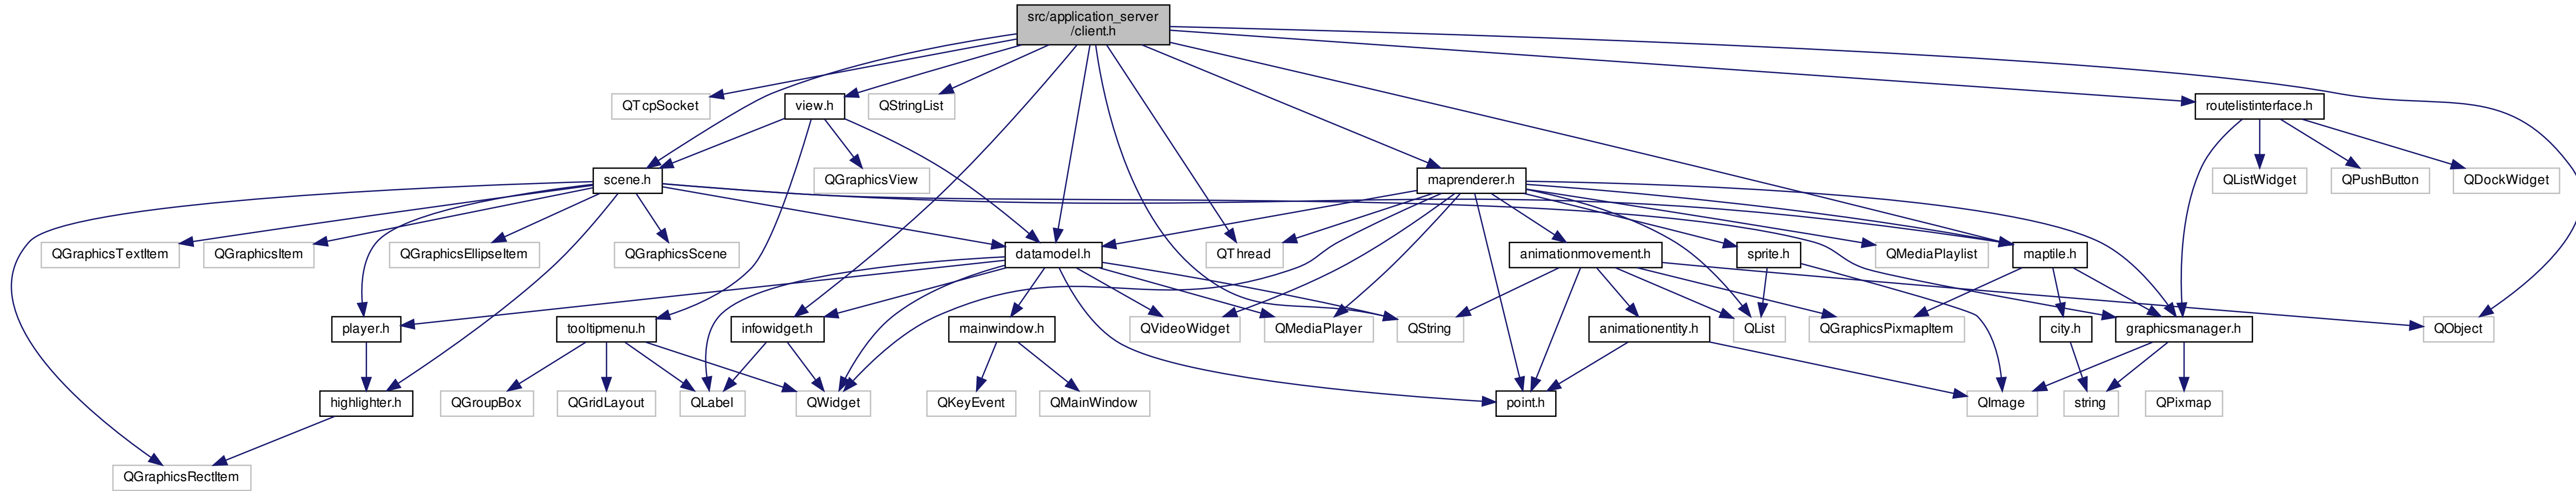 src/application_server
/client.h
QTcpSocket
view.h
QStringList
routelistinterface.h
scene.h
QGraphicsView
maprenderer.h
QListWidget
QPushButton
QDockWidget
QGraphicsTextItem
QGraphicsItem
QGraphicsEllipseItem
QGraphicsScene
datamodel.h
QThread
animationmovement.h
sprite.h
QMediaPlaylist
maptile.h
player.h
tooltipmenu.h
infowidget.h
mainwindow.h
QVideoWidget
QMediaPlayer
QString
animationentity.h
QList
QGraphicsPixmapItem
city.h
graphicsmanager.h
QObject
highlighter.h
QGroupBox
QGridLayout
QLabel
QWidget
QKeyEvent
QMainWindow
point.h
QImage
string
QPixmap
QGraphicsRectItem